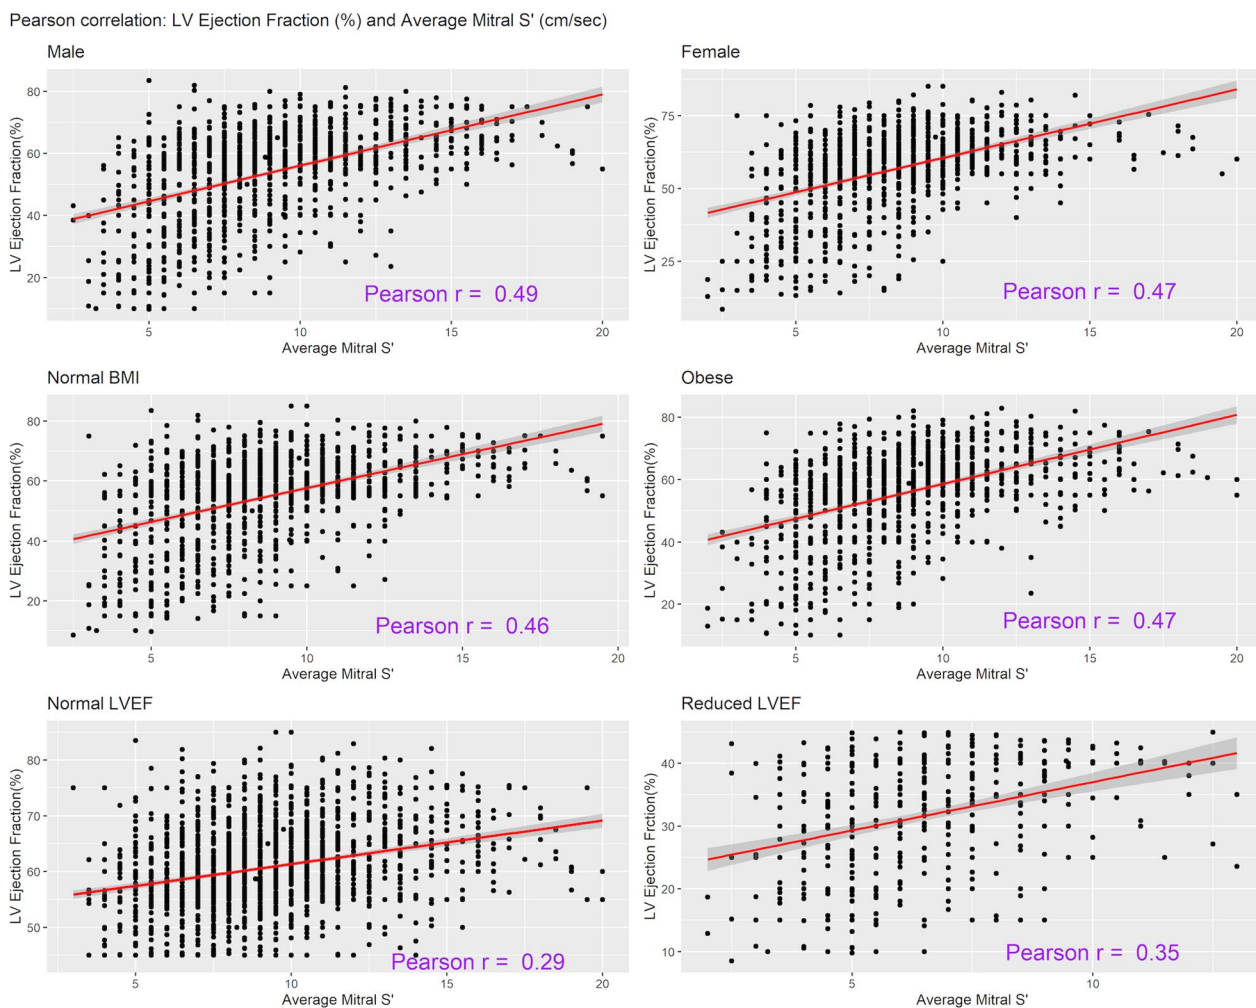 Pearson correlation: LV Ejection Fraction (%) and Average Mitral S' (cm/sec)
Male
LV Ejection Fraction(%)
80
60
40
20
Pearson r = 0.49
5
10
15
20
Average Mitral S'
Female
LV Ejection Fraction(%)
75
50
25
Pearson r = 0.47
5
10
15
20
Average Mitral S'
Normal BMI
LV Ejection Fraction(%)
80
60
40
20
Pearson r = 0.46
5
10
15
20
Average Mitral S'
Obese
LV Ejection Fraction(%)
80
60
40
20
Pearson r = 0.47
5
10
15
20
Average Mitral S'
Normal LVEF
LV Ejection Fraction(%)
80
70
60
50
Pearson r = 0.29
5
10
15
20
Average Mitral S'
Reduced LVEF
LV Ejection Frction(%)
40
30
20
10
Pearson r = 0.35
5
10
Average Mitral S'